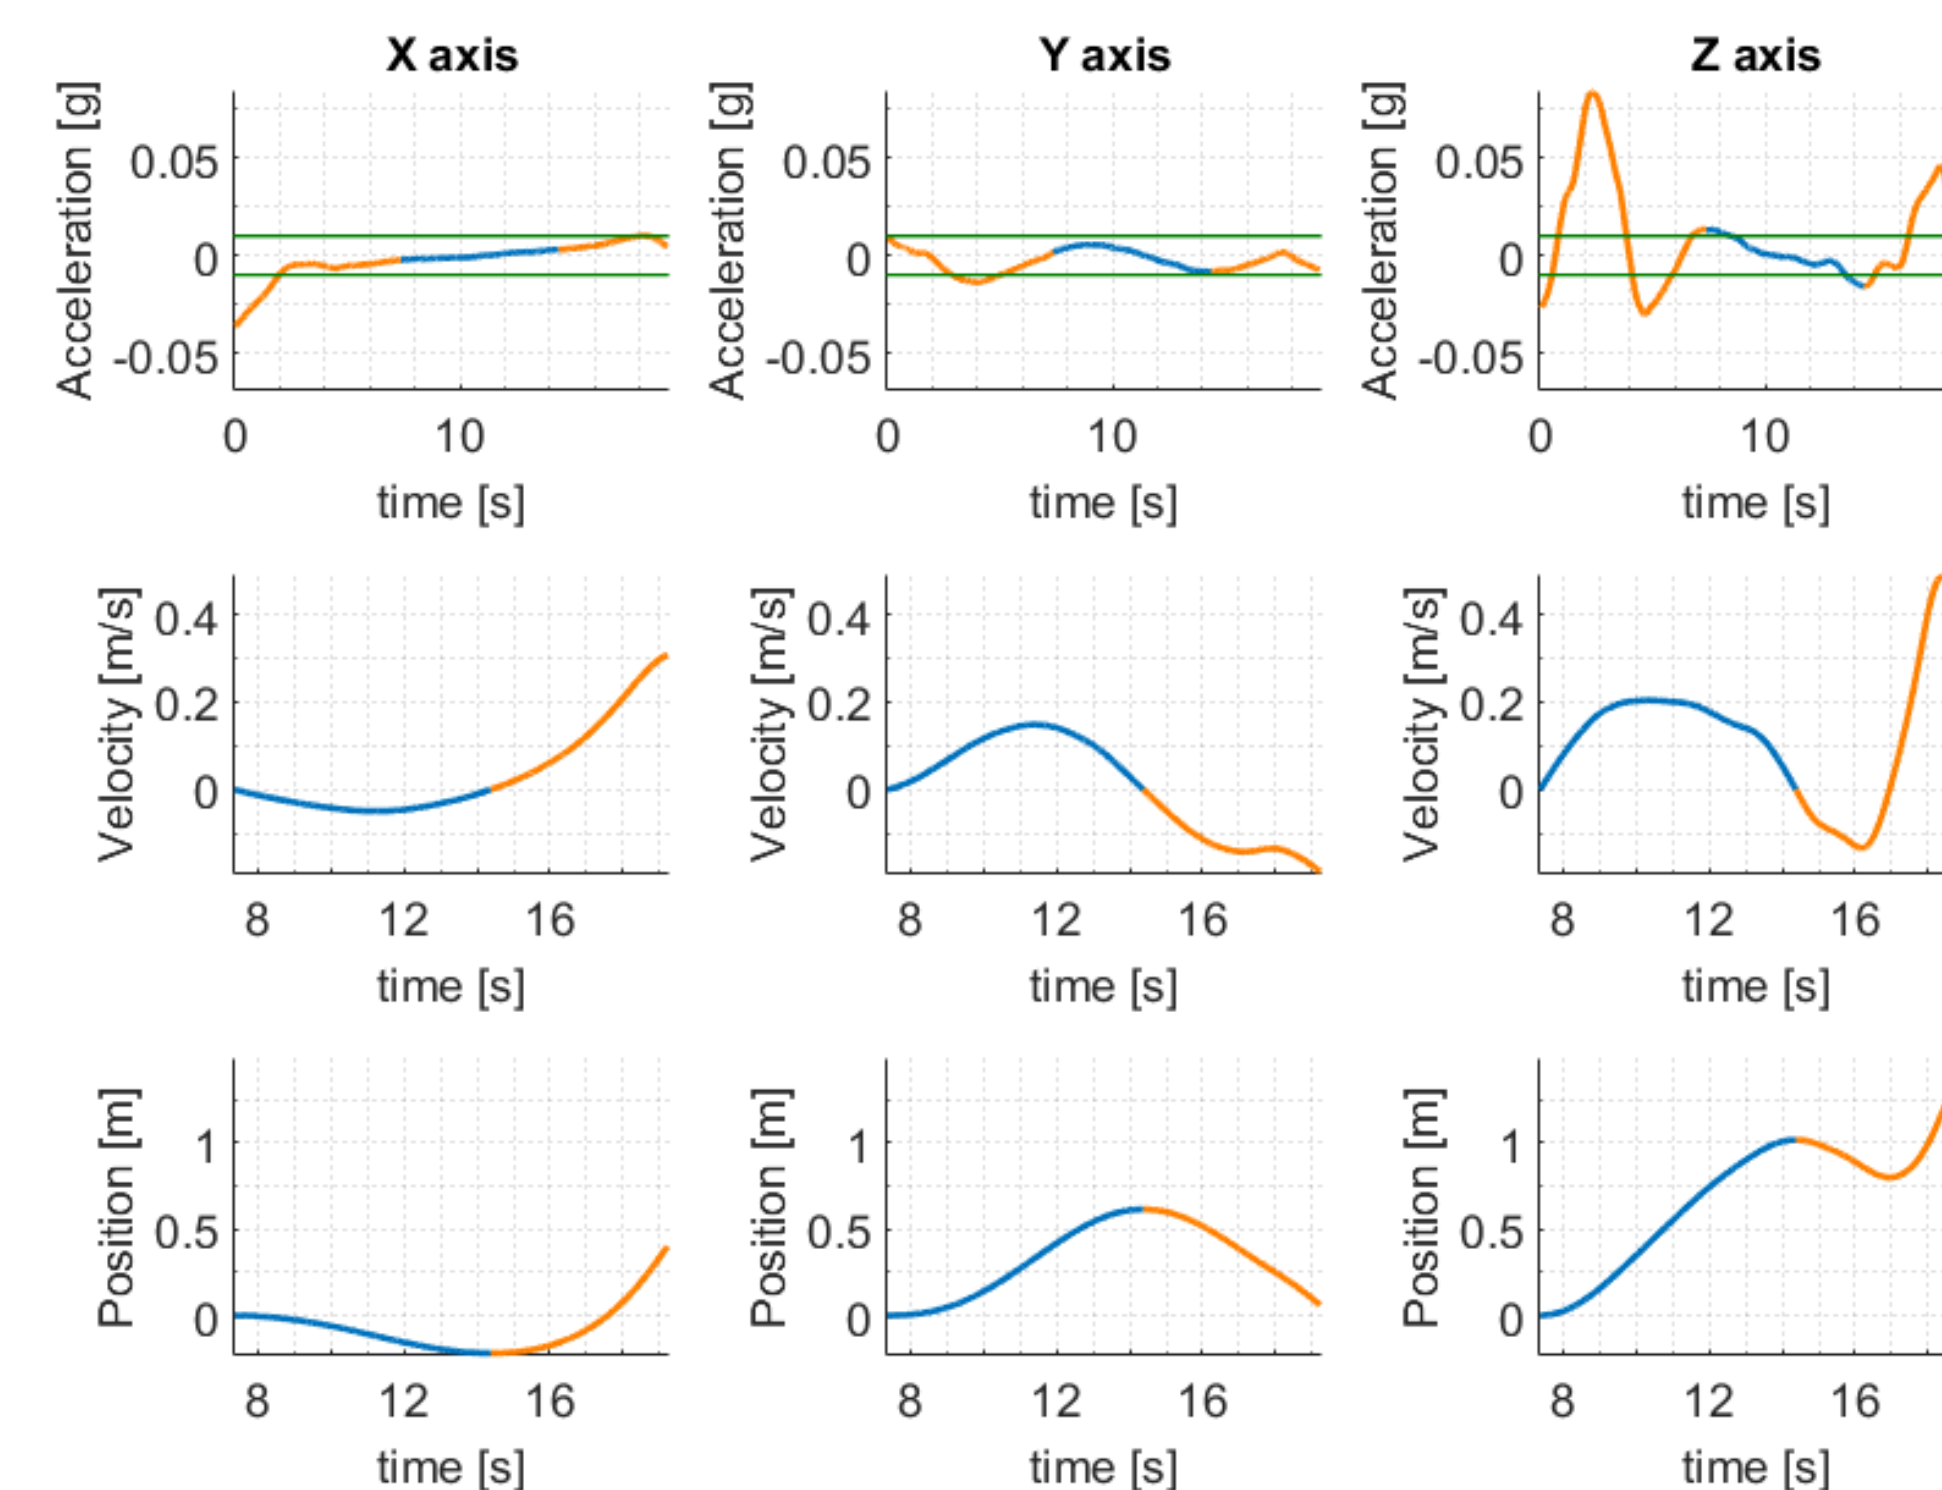 X axis
Y axis
Z axis
Acceleration [g]
0.05
0
-0.05
0
10
time [s]
Acceleration [g]
0.05
0
-0.05
0
10
time [s]
Acceleration [g]
0.05
0
-0.05
0
10
time [s]
Velocity [m/s]
0.4
0.2
0
8
12
16
time [s]
Velocity [m/s]
0.4
0.2
0
8
12
16
time [s]
Velocity [m/s]
0.4
0.2
0
8
12
16
time [s]
Position [m]
1
0.5
0
8
12
16
time [s]
Position [m]
1
0.5
0
8
12
16
time [s]
Position [m]
1
0.5
0
8
12
16
time [s]